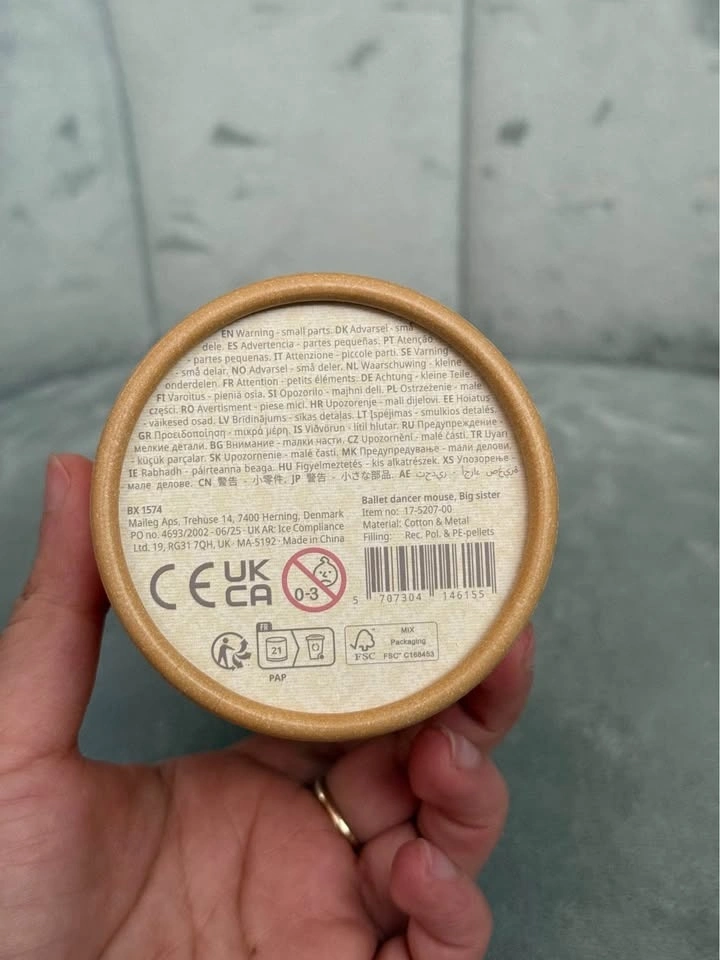 EN Warning - small parts. DK Advarsel - små
dele. ES Advertencia - partes pequeñas. PT Atenção
- partes pequenas. IT Attenzione - piccole parti. SE Varning
- små delar. NO Advarsel - små deler. NL Waarschuwing - kleine
onderdelen. FR Attention - petits éléments. DE Achtung - kleine Teile.
FI Varoitus - pieniä osia. SI Opozorilo - majhni deli. PL Ostrzeżenie - małe
części. RO Avertisment - piese mici. HR Upozorenje - mali dijelovi. EE Hoiatus
- väikesed osad. LV Brīdinājums - sīkas detaļas. LT Įspėjimas - smulkios detalės.
GR Προειδοποίηση - μικρό μέρη. IS Viðvörun - lítil hlutar. RU Предупреждение -
мелкие детали. BG Внимание - малки части. CZ Upozornění - malé části. TR Uyarı
- küçük parçalar. SK Upozornenie - malé časti. MK Предупредување - мали делови
IE Rabhadh - páirteanna beaga. HU Figyelmeztetés - kis alkatrészek. XS Упозорење
- мале делове. CN 警告 - 小零件. JP 警告 - 小さな部品. AE تحذير - أجزاء صغيرة
BX 1574
Maileg Aps, Trehuse 14, 7400 Herning, Denmark
PO no. 4693/2002 - 06/25 · UK AR: Ice Compliance
Ltd. 19, RG31 7QH, UK · MA-5192 · Made in China
Ballet dancer mouse, Big sister
Item no: 17-5207-00
Material: Cotton & Metal
Filling: Rec. Pol. & PE-pellets
CE UK
CA
0-3
5 707304 146155
FR
21
PAP
FSC
MIX
Packaging
FSC™ C168453